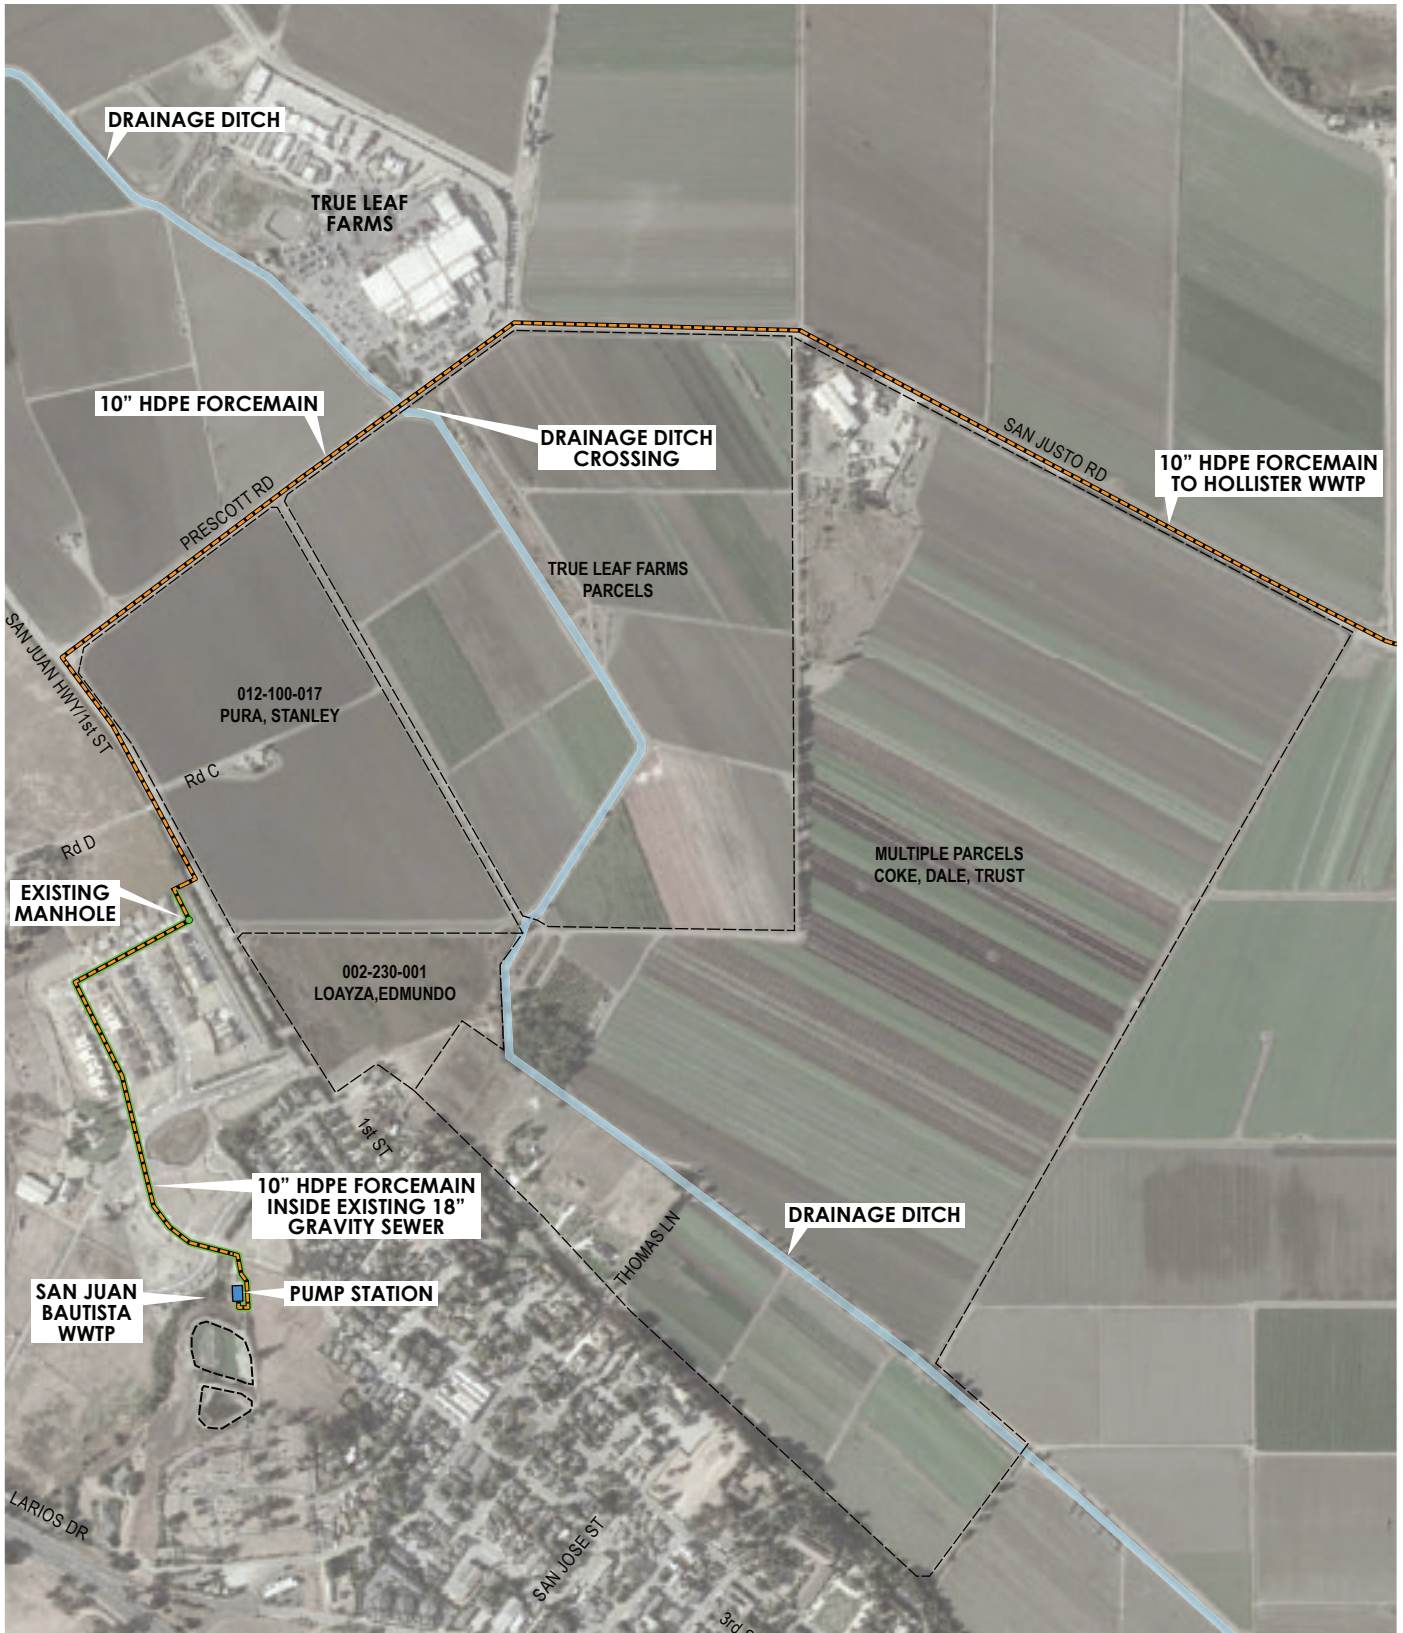 DRAINAGE DITCH
TRUE LEAF
FARMS
10” HDPE FORCEMAIN
DRAINAGE DITCH
CROSSING
SAN JUSTO RD
10” HDPE FORCEMAIN
TO HOLLISTER WWTP
PRESCOTT RD
TRUE LEAF FARMS
PARCELS
SAN JUAN HWY/1st ST
012-100-017
PURA, STANLEY
Rd C
Rd D
MULTIPLE PARCELS
COKE, DALE, TRUST
EXISTING
MANHOLE
002-230-001
LOAYZA,EDMUNDO
1st ST
10” HDPE FORCEMAIN
INSIDE EXISTING 18”
GRAVITY SEWER
THOMAS LN
DRAINAGE DITCH
SAN JUAN
BAUTISTA
WWTP
PUMP STATION
LARIOS DR
SAN JOSE ST
3rd